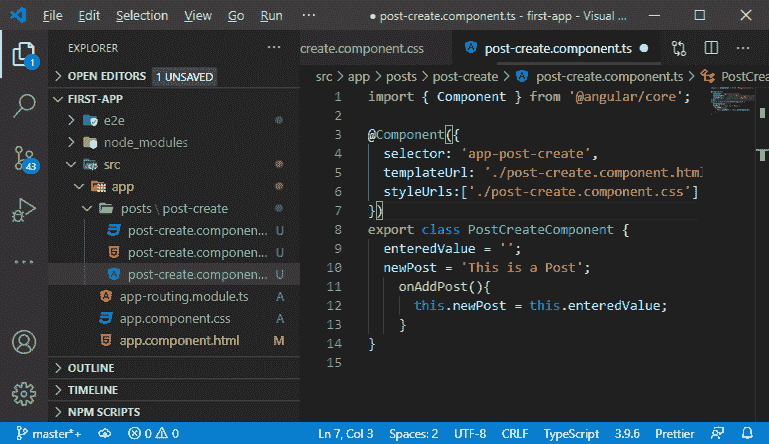 File Edit Selection View Go Run ··· ● post-create.component.ts - first-app - Visual ...
EXPLORER ···
create.component.css
post-create.component.ts ●
···
1
OPEN EDITORS 1 UNSAVED
src > app > posts > post-create > post-create.component.ts > PostCrea
FIRST-APP
e2e
node_modules
src
app
posts \ post-create
post-create.componen... U
post-create.componen... U
post-create.componen... U
app-routing.module.ts A
app.component.css A
app.component.html M
OUTLINE
TIMELINE
NPM SCRIPTS
43
···
1 import { Component } from '@angular/core';
2
3 @Component({
4 selector: 'app-post-create',
5 templateUrl: './post-create.component.html
6 styleUrls:['./post-create.component.css']
7 })
8 export class PostCreateComponent {
9 enteredValue = '';
10 newPost = 'This is a Post';
11 onAddPost(){
12 this.newPost = this.enteredValue;
13 }
14 }
15
master*+ 0 0 Ln 7, Col 3 Spaces: 2 UTF-8 CRLF TypeScript 3.9.6 Prettier